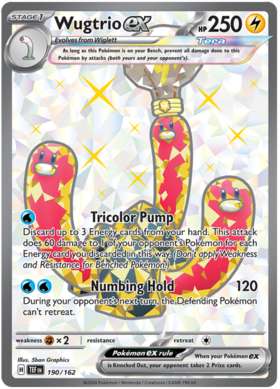 STAGE 1
Wugtrio ex
HP 250
Evolves from Wiglett
Tera
As long as this Pokémon is on your Bench, prevent all damage done to this
Pokémon by attacks (both yours and your opponent's).
Tricolor Pump
Discard up to 3 Energy cards from your hand. This attack
does 60 damage to 1 of your opponent's Pokémon for each
Energy card you discarded in this way. (Don't apply Weakness
and Resistance for Benched Pokémon.)
Numbing Hold 120
During your opponent's next turn, the Defending Pokémon
can't retreat.
weakness ×2 resistance retreat
Illus. 5ban Graphics
Pokémon ex rule
When your Pokémon ex
is Knocked Out, your opponent takes 2 Prize cards.
H TEF EN 190/162